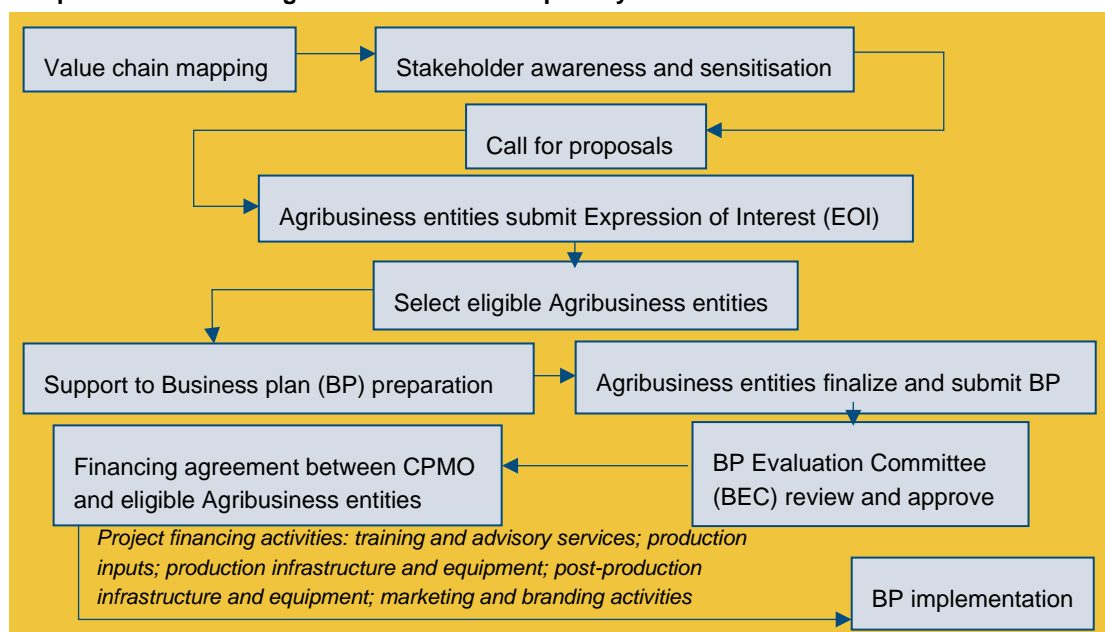 Value chain mapping
Stakeholder awareness and sensitisation
Call for proposals
Agribusiness entities submit Expression of Interest (EOI)
Select eligible Agribusiness entities
Support to Business plan (BP) preparation
Agribusiness entities finalize and submit BP
Financing agreement between CPMO
and eligible Agribusiness entities
BP Evaluation Committee
(BEC) review and approve
Project financing activities: training and advisory services; production
inputs; production infrastructure and equipment; post-production
infrastructure and equipment; marketing and branding activities
BP implementation